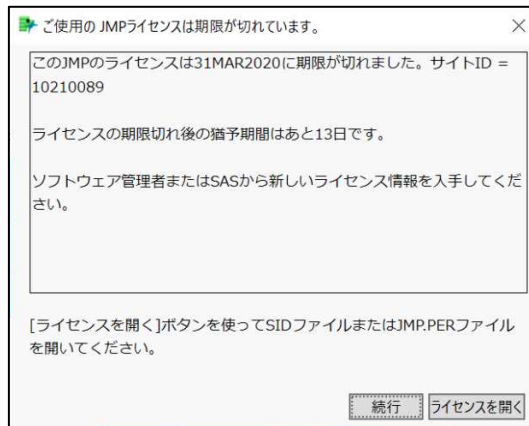 ご使用の JMPライセンスは期限が切れています。
このJMPのライセンスは31MAR2020に期限が切れました。サイトID =
10210089
ライセンスの期限切れ後の猶予期間はあと13日です。
ソフトウェア管理者またはSASから新しいライセンス情報を入手してくだ
さい。
[ライセンスを開く]ボタンを使ってSIDファイルまたはJMP.PERファイル
を開いてください。
続行 ライセンスを開く